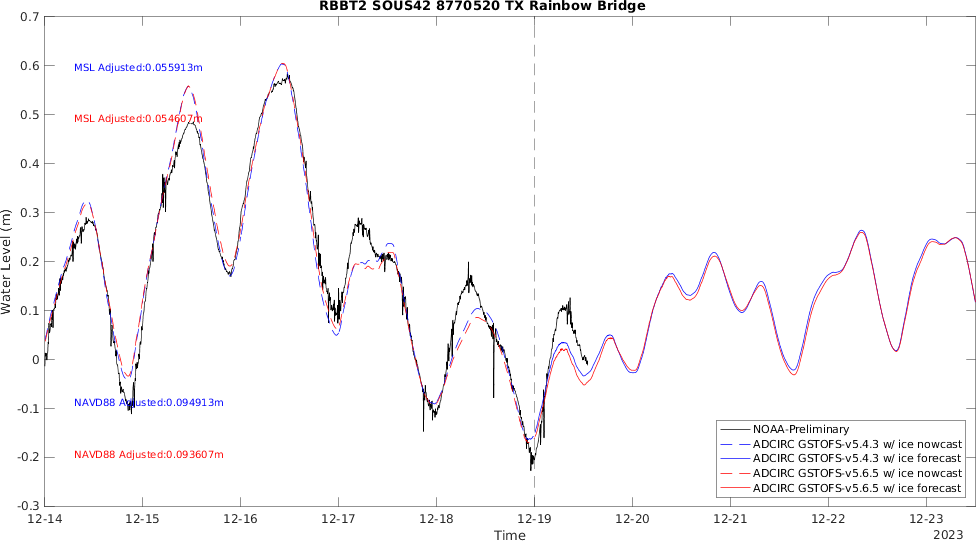 RBBT2 SOUS42 8770520 TX Rainbow Bridge
0.7
0.6
0.5
0.4
0.3
0.2
0.1
0
-0.1
-0.2
-0.3
Water Level (m)
MSL Adjusted:0.055913m
MSL Adjusted:0.054607m
NAVD88 Adjusted:0.094913m
NAVD88 Adjusted:0.093607m
NOAA-Preliminary
ADCIRC GSTOFS-v5.4.3 w/ ice nowcast
ADCIRC GSTOFS-v5.4.3 w/ ice forecast
ADCIRC GSTOFS-v5.6.5 w/ ice nowcast
ADCIRC GSTOFS-v5.6.5 w/ ice forecast
12-14 12-15 12-16 12-17 12-18 12-19 12-20 12-21 12-22 12-23
Time
2023